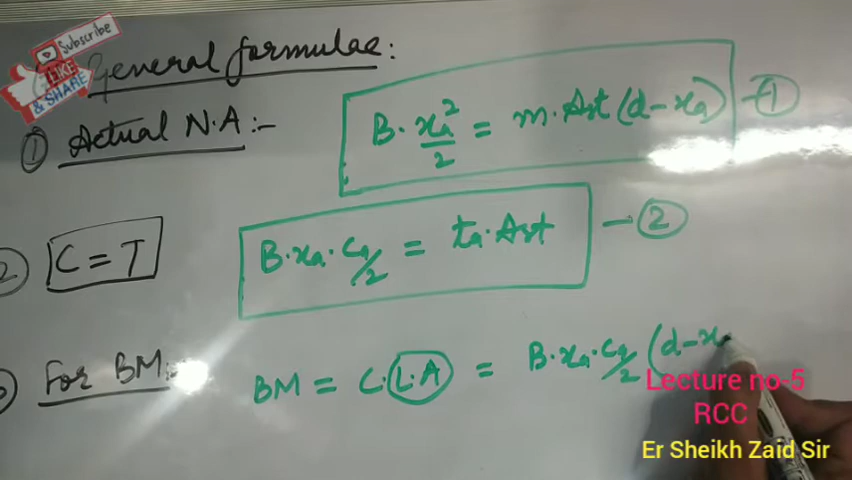 Subscribe
LIKE
& SHARE
General formulae:
① Actual N.A:-
B·xₐ²/2 = m·Ast(d-xₐ) -①
② C=T
B·xₐ·Cₐ/2 = tₐ·Ast -②
For BM:-
BM = C·L.A = B·xₐ·Cₐ/2 (d-xₐ
Lecture no-5
RCC
Er Sheikh Zaid Sir